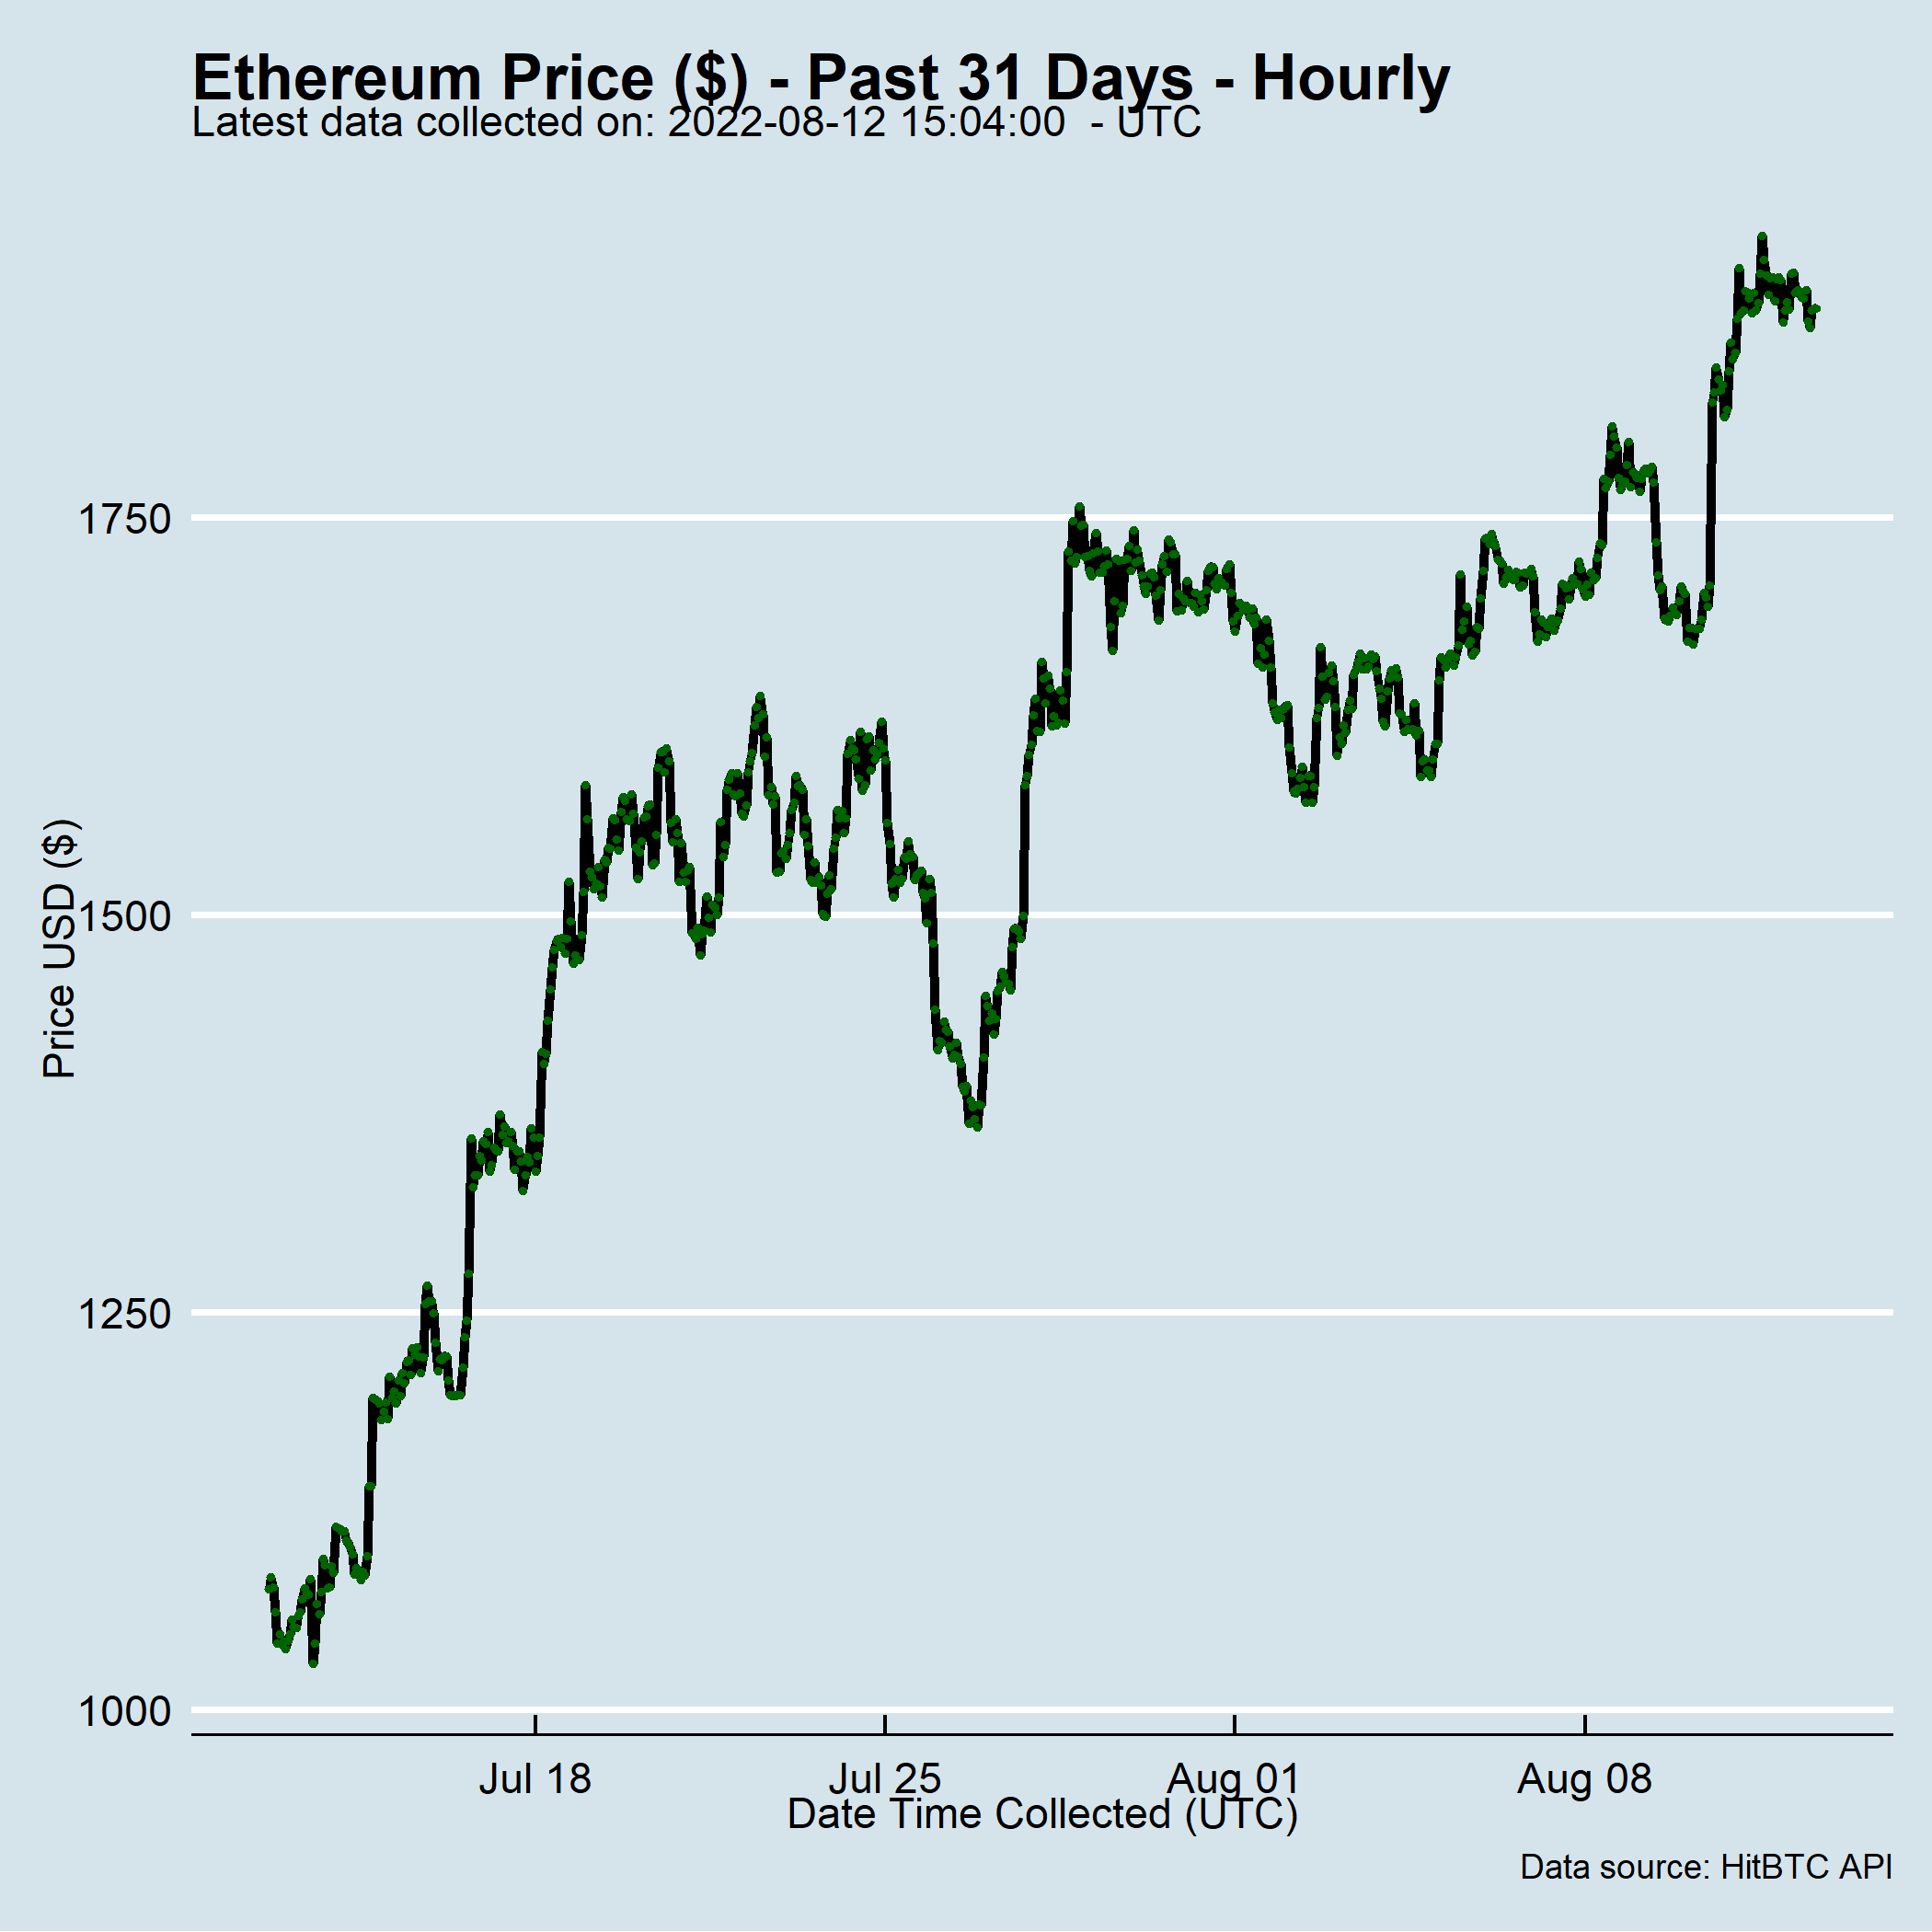 Ethereum Price ($) - Past 31 Days - Hourly
Latest data collected on: 2022-08-12 15:04:00  - UTC
Price USD ($)
1750
1500
1250
1000
Jul 18
Jul 25
Aug 01
Aug 08
Date Time Collected (UTC)
Data source: HitBTC API